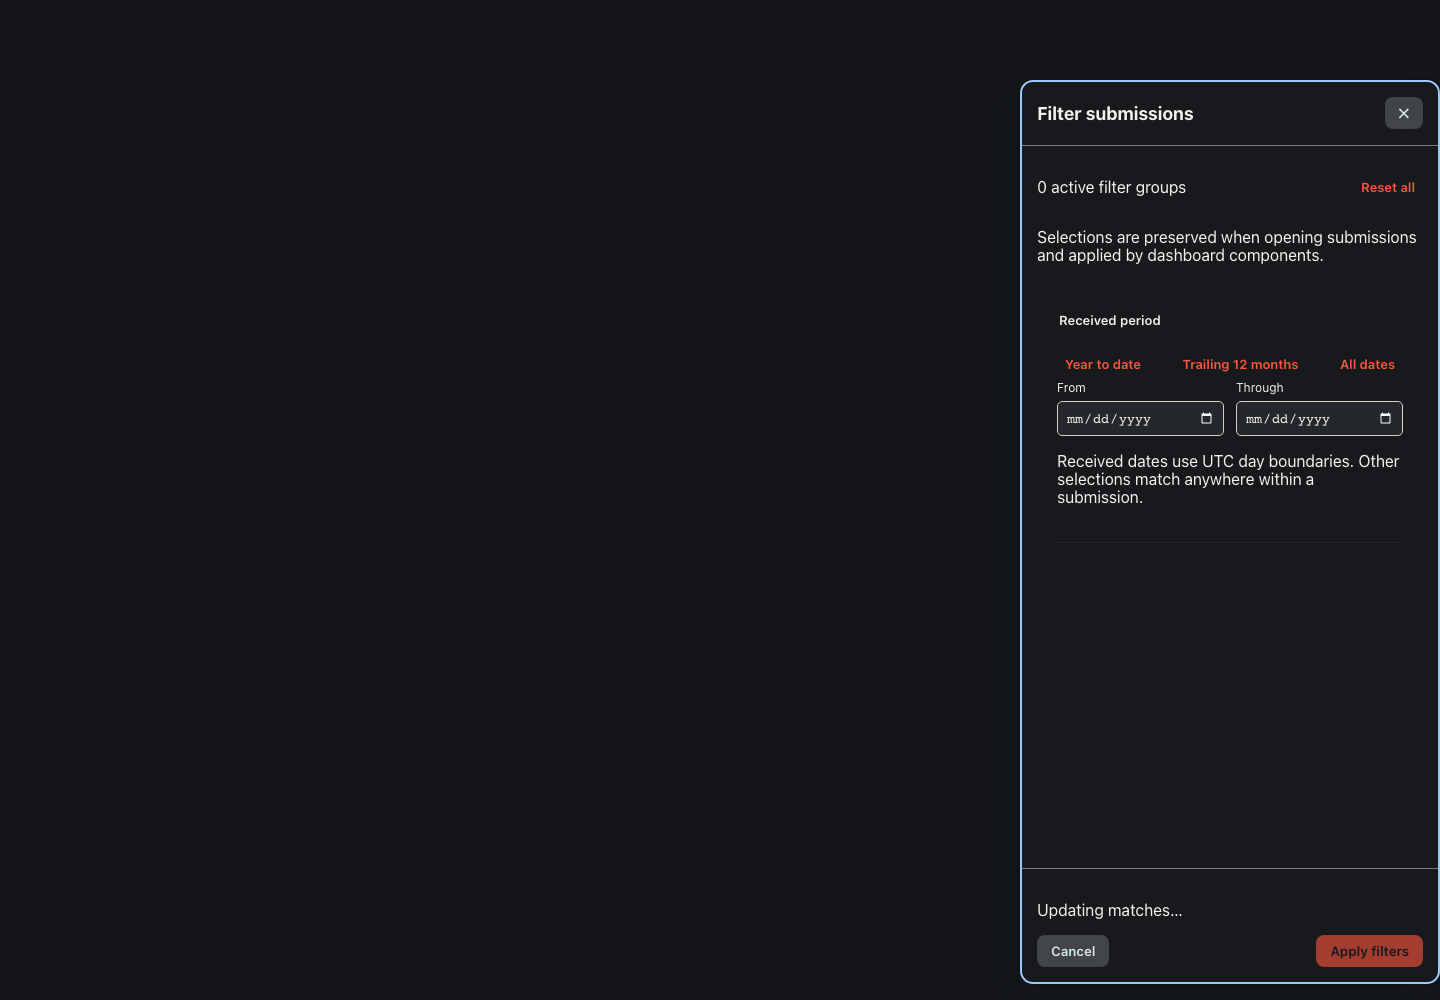 Filter submissions
0 active filter groups
Reset all
Selections are preserved when opening submissions
and applied by dashboard components.
Received period
Year to date
Trailing 12 months
All dates
From
Through
mm/dd/yyyy
mm/dd/yyyy
Received dates use UTC day boundaries. Other
selections match anywhere within a
submission.
Updating matches...
Cancel
Apply filters